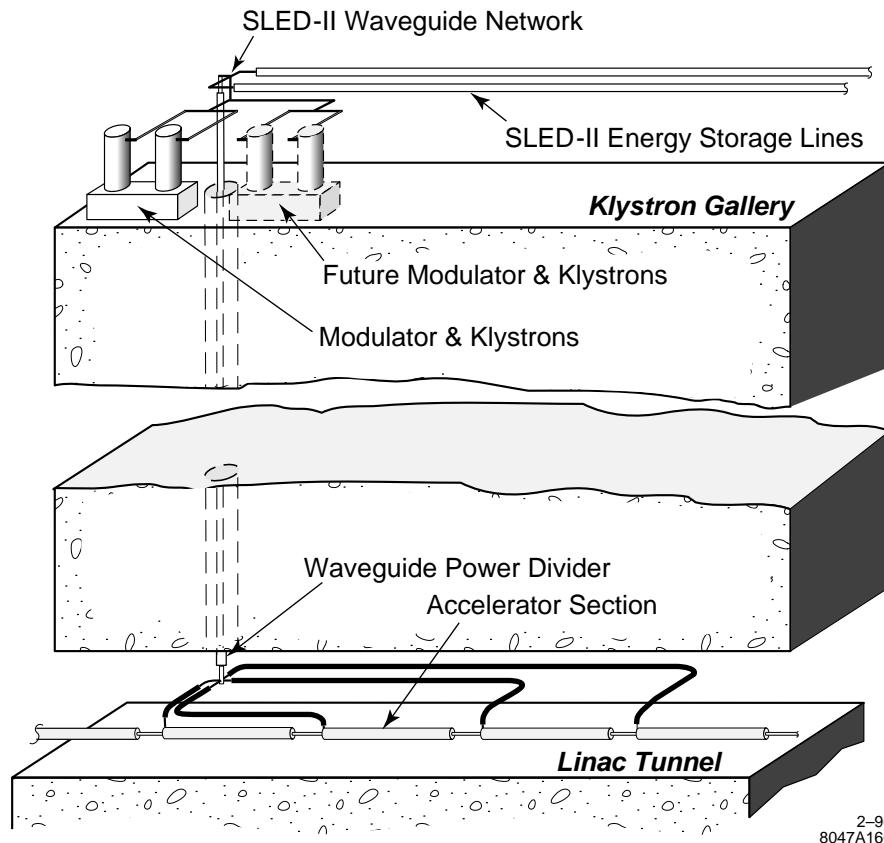 SLED-II Waveguide Network
SLED-II Energy Storage Lines
Klystron Gallery
Future Modulator & Klystrons
Modulator & Klystrons
Waveguide Power Divider
Accelerator Section
Linac Tunnel
2–9
8047A16